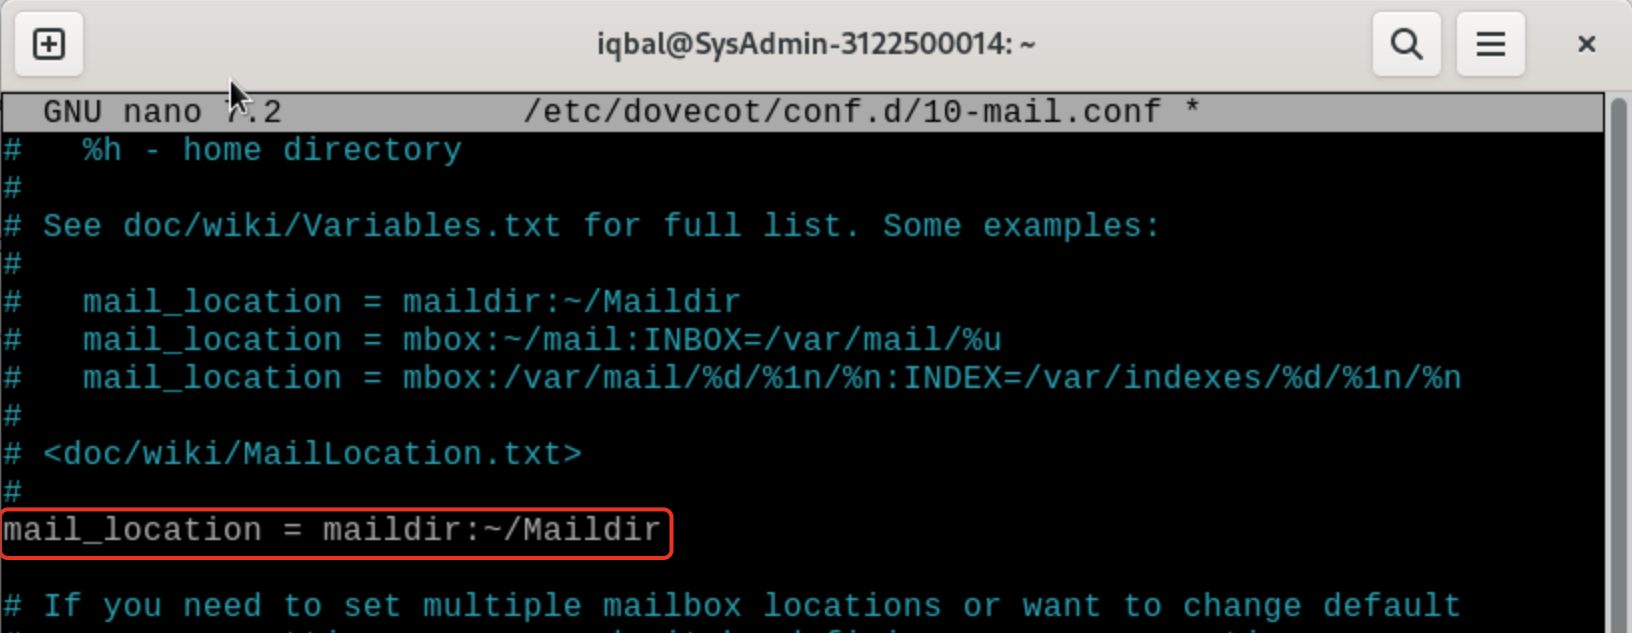 iqbal@SysAdmin-3122500014: ~
GNU nano 7.2 /etc/dovecot/conf.d/10-mail.conf *
#   %h - home directory
#
# See doc/wiki/Variables.txt for full list. Some examples:
#
#   mail_location = maildir:~/Maildir
#   mail_location = mbox:~/mail:INBOX=/var/mail/%u
#   mail_location = mbox:/var/mail/%d/%1n/%n:INDEX=/var/indexes/%d/%1n/%n
#
# <doc/wiki/MailLocation.txt>
#
mail_location = maildir:~/Maildir
# If you need to set multiple mailbox locations or want to change default